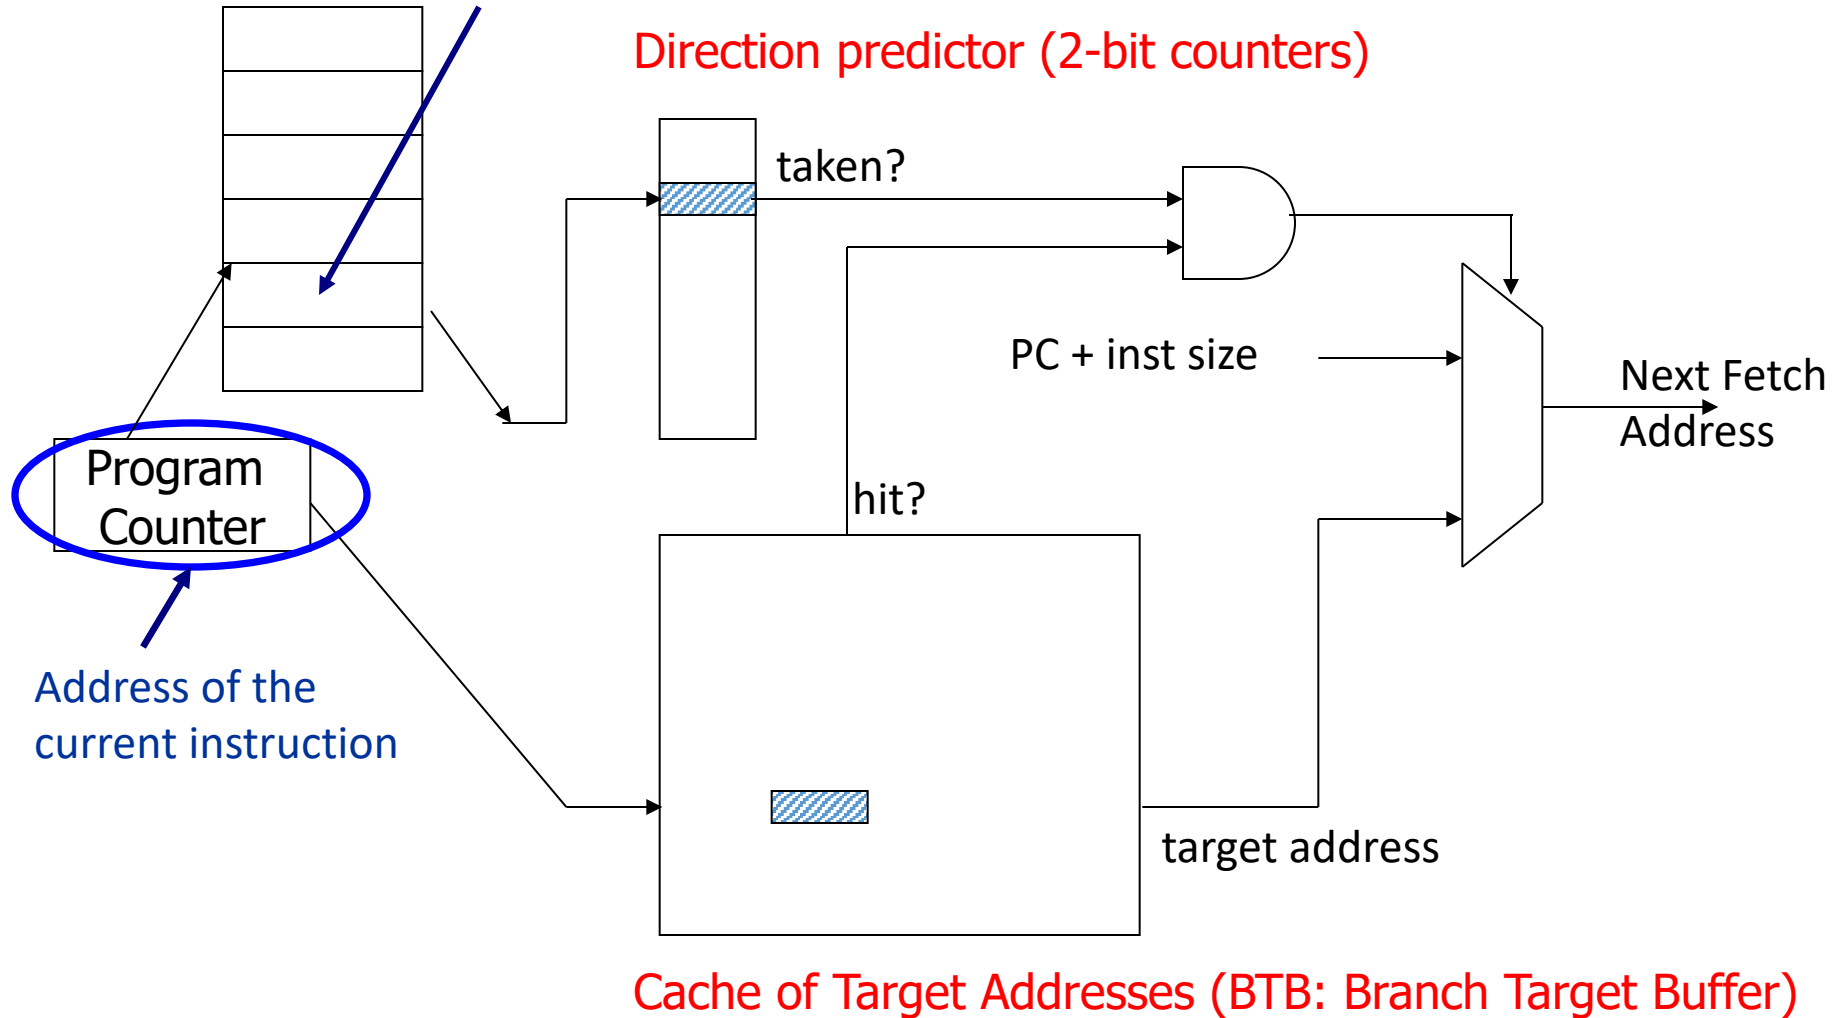 Direction predictor (2-bit counters)
taken?
PC + inst size
Next Fetch
Address
Program
Counter
hit?
Address of the
current instruction
target address
Cache of Target Addresses (BTB: Branch Target Buffer)